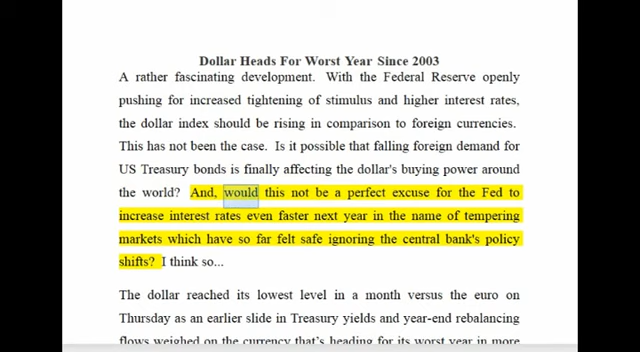 Dollar Heads For Worst Year Since 2003
A rather fascinating development. With the Federal Reserve openly
pushing for increased tightening of stimulus and higher interest rates,
the dollar index should be rising in comparison to foreign currencies.
This has not been the case. Is it possible that falling foreign demand for
US Treasury bonds is finally affecting the dollar's buying power around
the world? And, would this not be a perfect excuse for the Fed to
increase interest rates even faster next year in the name of tempering
markets which have so far felt safe ignoring the central bank's policy
shifts? I think so...
The dollar reached its lowest level in a month versus the euro on
Thursday as an earlier slide in Treasury yields and year-end rebalancing
flows weighed on the currency that's heading for its worst year in more